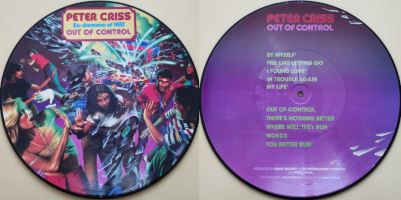 PETER CRISS
Ex-drummer of KISS
OUT OF CONTROL
PETER CRISS
OUT OF CONTROL
BY MYSELF*
FEEL LIKE LETTING GO
I FOUND LOVE*
IN TROUBLE AGAIN
MY LIFE*
OUT OF CONTROL
THERE'S NOTHING BETTER
WHERE WILL THEY RUN
WORDS
YOU BETTER RUN*
PRODUCED BY